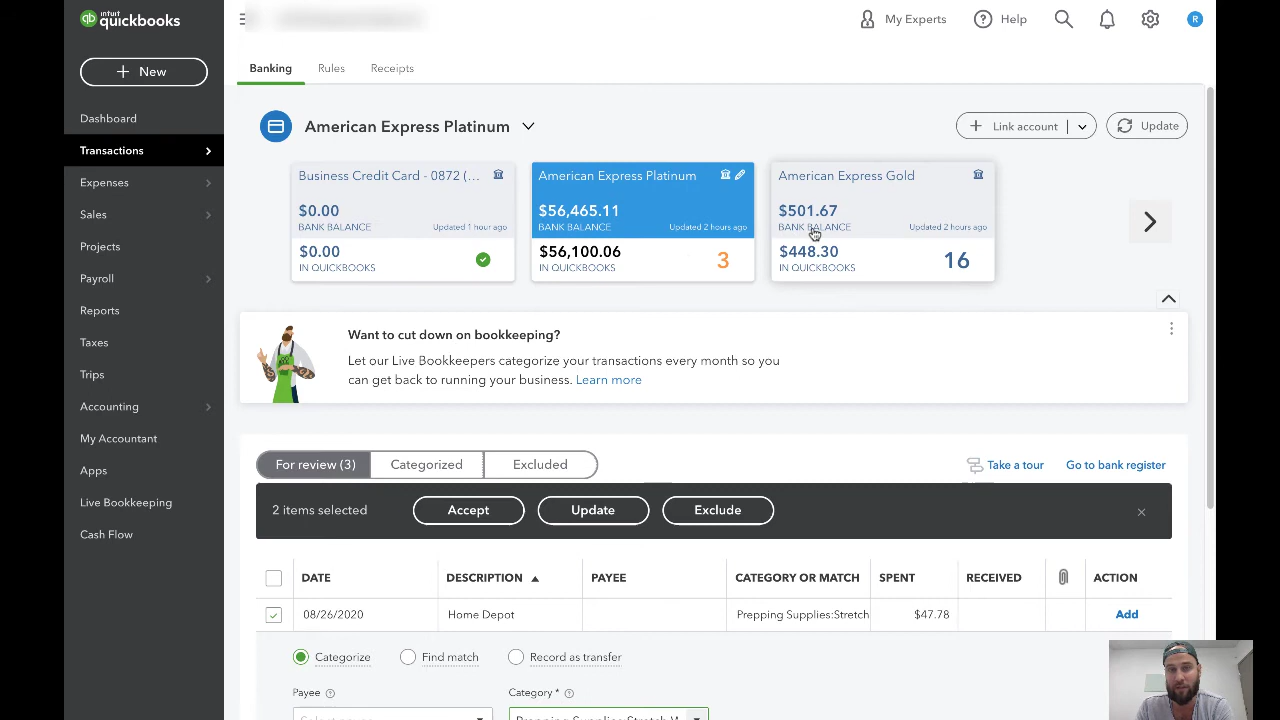 intuit
quickbooks
My Experts
Help
R
New
Banking
Rules
Receipts
Dashboard
Transactions
Expenses
Sales
Projects
Payroll
Reports
Taxes
Trips
Accounting
My Accountant
Apps
Live Bookkeeping
Cash Flow
American Express Platinum
Link account
Update
Business Credit Card - 0872 (...
$0.00
BANK BALANCE
Updated 1 hour ago
$0.00
IN QUICKBOOKS
American Express Platinum
$56,465.11
BANK BALANCE
Updated 2 hours ago
$56,100.06
IN QUICKBOOKS
3
American Express Gold
$501.67
BANK BALANCE
Updated 2 hours ago
$448.30
IN QUICKBOOKS
16
Want to cut down on bookkeeping?
Let our Live Bookkeepers categorize your transactions every month so you
can get back to running your business. Learn more
For review (3)
Categorized
Excluded
Take a tour
Go to bank register
2 items selected
Accept
Update
Exclude
DATE
DESCRIPTION
PAYEE
CATEGORY OR MATCH
SPENT
RECEIVED
ACTION
08/26/2020
Home Depot
Prepping Supplies:Stretch
$47.78
Add
Categorize
Find match
Record as transfer
Payee
Category *
Select payee
Prepping Supplies:Stretch W